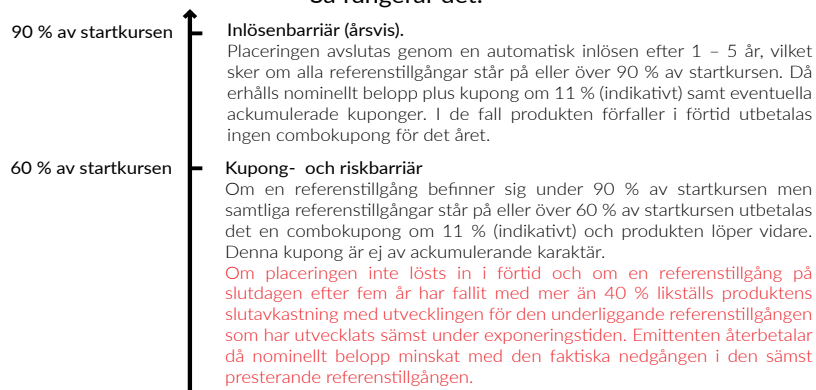 Så fungerar det?
90 % av startkursen
Inlösenbarriär (årsvis).
Placeringen avslutas genom en automatisk inlösen efter 1 – 5 år, vilket
sker om alla referenstillgångar står på eller över 90 % av startkursen. Då
erhålls nominellt belopp plus kupong om 11 % (indikativt) samt eventuella
ackumulerade kuponger. I de fall produkten förfaller i förtid utbetalas
ingen combokupong för det året.
60 % av startkursen
Kupong- och riskbarriär
Om en referenstillgång befinner sig under 90 % av startkursen men
samtliga referenstillgångar står på eller över 60 % av startkursen utbetalas
det en combokupong om 11 % (indikativt) och produkten löper vidare.
Denna kupong är ej av ackumulerande karaktär.
Om placeringen inte lösts in i förtid och om en referenstillgång på
slutdagen efter fem år har fallit med mer än 40 % likställs produktens
slutavkastning med utvecklingen för den underliggande referenstillgången
som har utvecklats sämst under exponeringstiden. Emittenten återbetalar
då nominellt belopp minskat med den faktiska nedgången i den sämst
presterande referenstillgången.